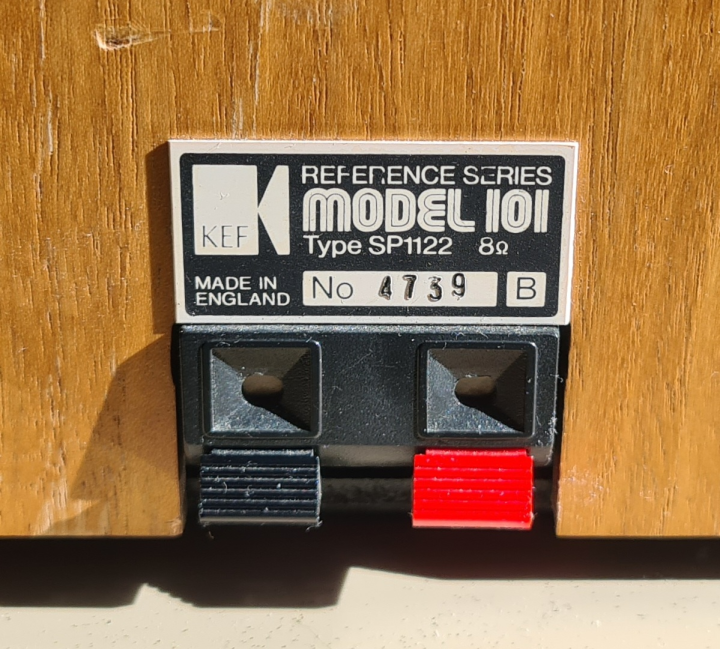 KEF
REFERENCE SERIES
MODEL 101
Type SP1122 8Ω
MADE IN
ENGLAND
No 4739 B